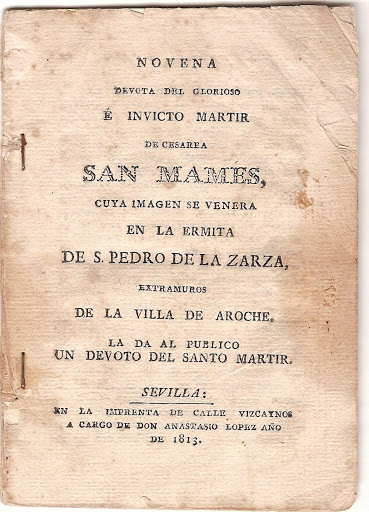 NOVENA
DEVOTA DEL GLORIOSO
É INVICTO MARTIR
DE CESAREA
SAN MAMES,
CUYA IMAGEN SE VENERA
EN LA ERMITA
DE S. PEDRO DE LA ZARZA,
EXTRAMUROS
DE LA VILLA DE AROCHE.
LA DA AL PUBLICO
UN DEVOTO DEL SANTO MARTIR.
SEVILLA:
EN LA IMPRENTA DE CALLE VIZCAYNOS
A CARGO DE DON ANASTASIO LOPEZ AÑO
DE 1813.